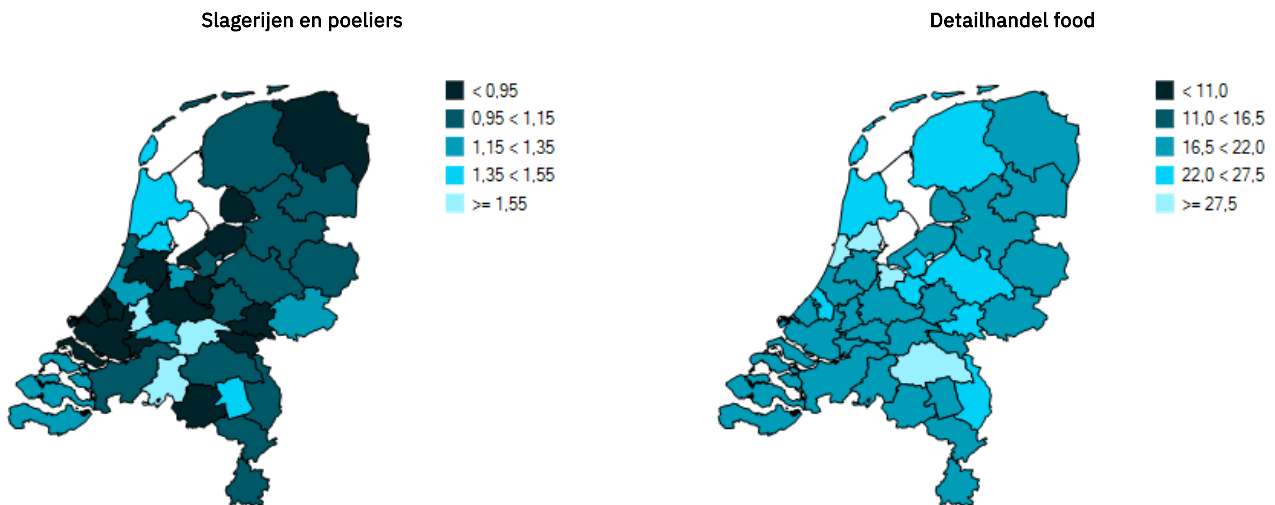 Slagerijen en poeliers
< 0,95
0,95 < 1,15
1,15 < 1,35
1,35 < 1,55
>= 1,55
Detailhandel food
< 11,0
11,0 < 16,5
16,5 < 22,0
22,0 < 27,5
>= 27,5